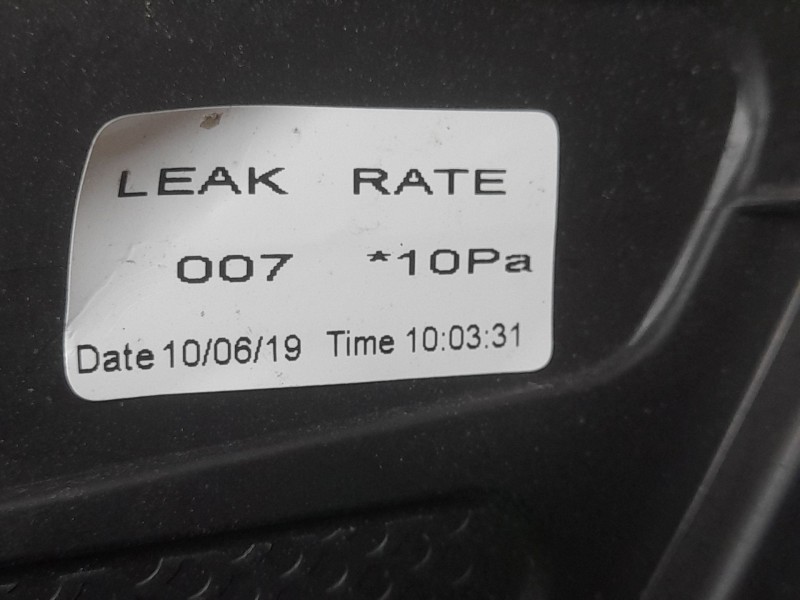 LEAK RATE
007 *10Pa
Date 10/06/19 Time 10:03:31